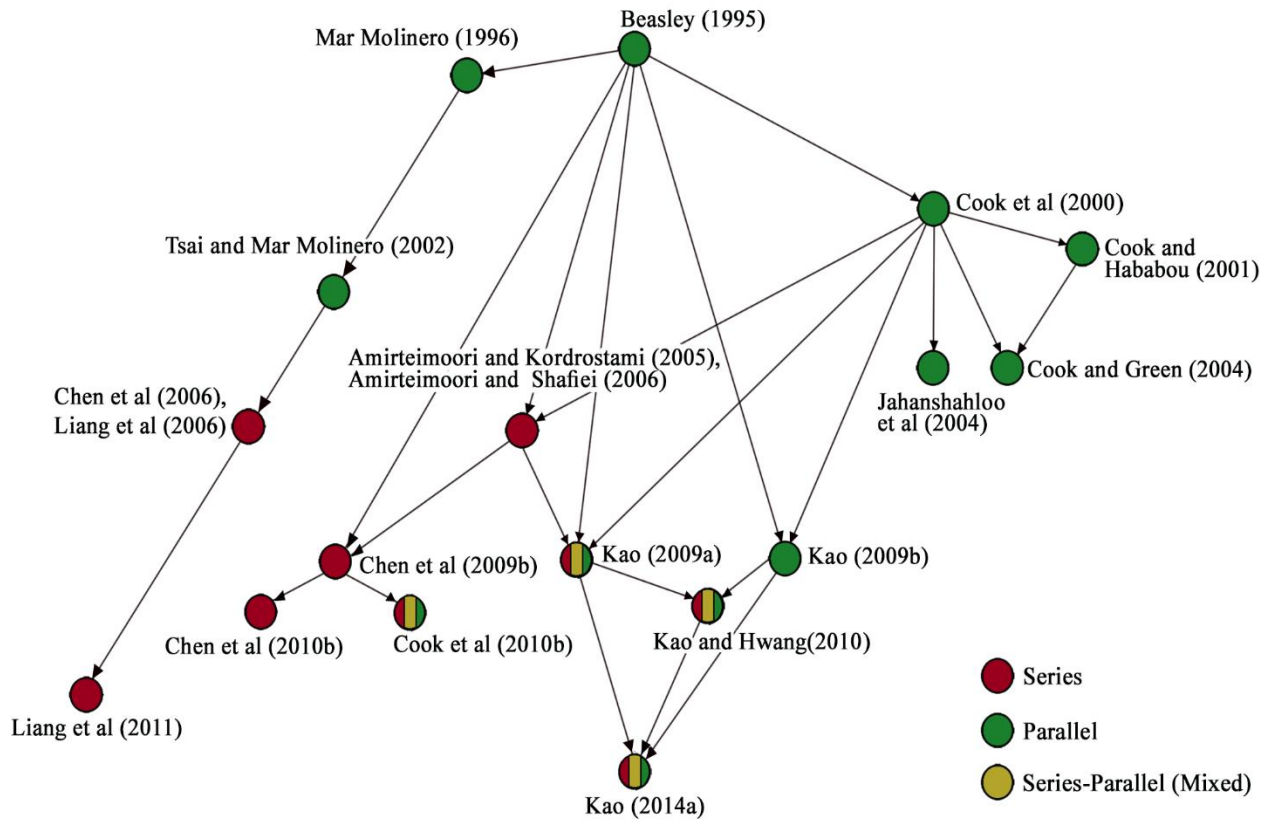 Beasley (1995)
Mar Molinero (1996)
Cook et al (2000)
Tsai and Mar Molinero (2002)
Cook and
Hababou (2001)
Amirteimoori and Kordrostami (2005),
Amirteimoori and Shafiei (2006)
Cook and Green (2004)
Jahanshahloo
et al (2004)
Chen et al (2006),
Liang et al (2006)
Chen et al (2009b)
Kao (2009a)
Kao (2009b)
Chen et al (2010b)
Cook et al (2010b)
Kao and Hwang(2010)
Liang et al (2011)
Kao (2014a)
Series
Parallel
Series-Parallel (Mixed)